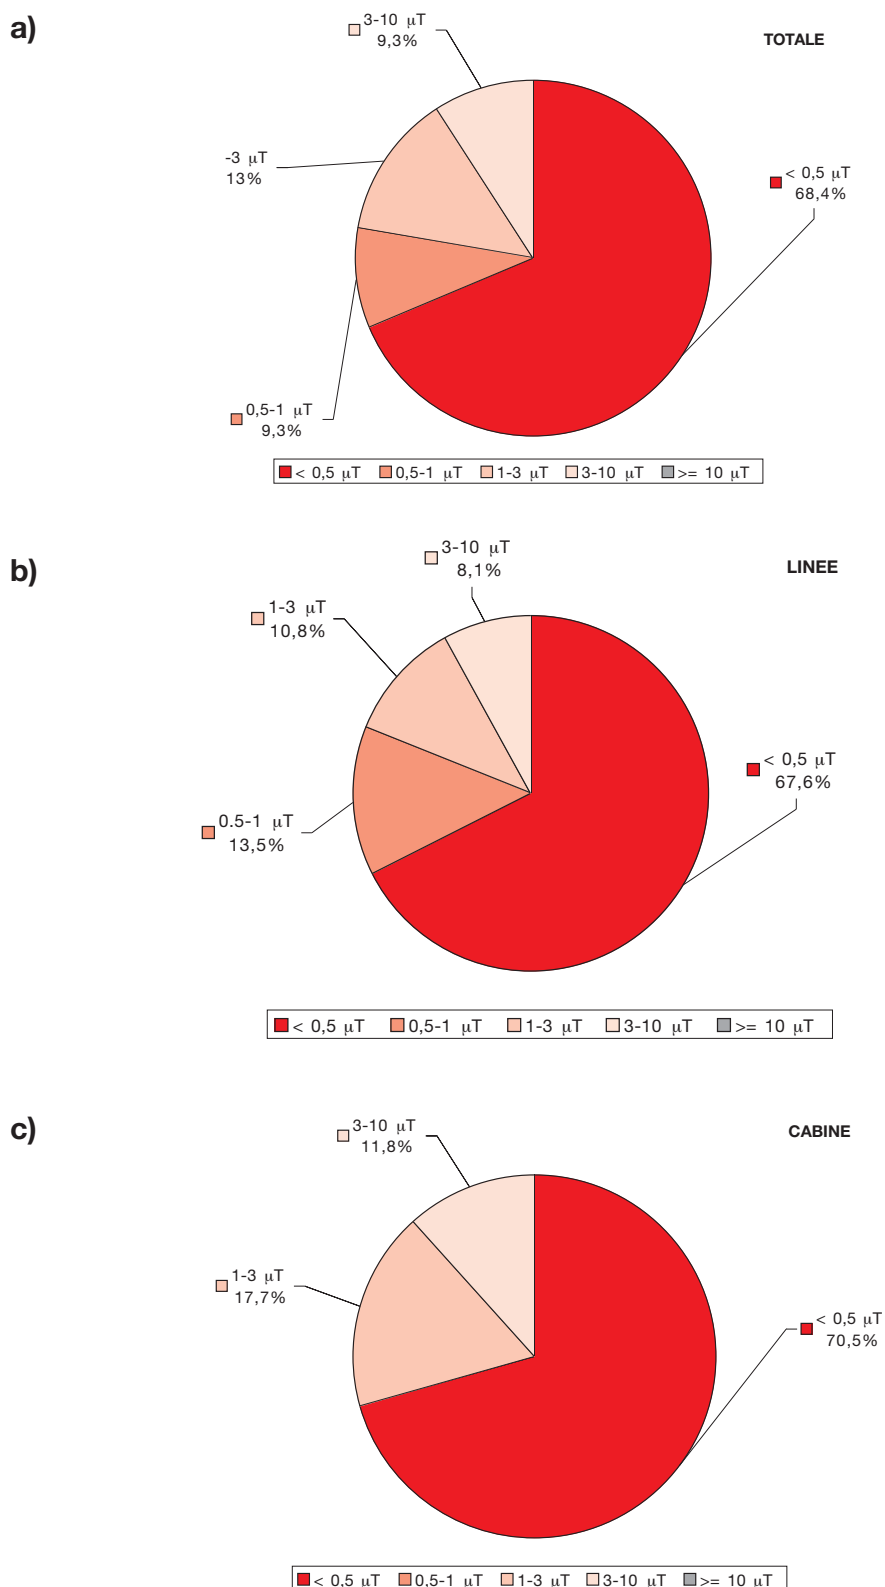 a)
TOTALE
3-10 µT
9,3%
-3 µT
13%
< 0,5 µT
68,4%
0,5-1 µT
9,3%
< 0,5 µT 0,5-1 µT 1-3 µT 3-10 µT >= 10 µT
b)
LINEE
3-10 µT
8,1%
1-3 µT
10,8%
< 0,5 µT
67,6%
0.5-1 µT
13,5%
< 0,5 µT 0,5-1 µT 1-3 µT 3-10 µT >= 10 µT
c)
CABINE
3-10 µT
11,8%
1-3 µT
17,7%
< 0,5 µT
70,5%
< 0,5 µT 0,5-1 µT 1-3 µT 3-10 µT >= 10 µT